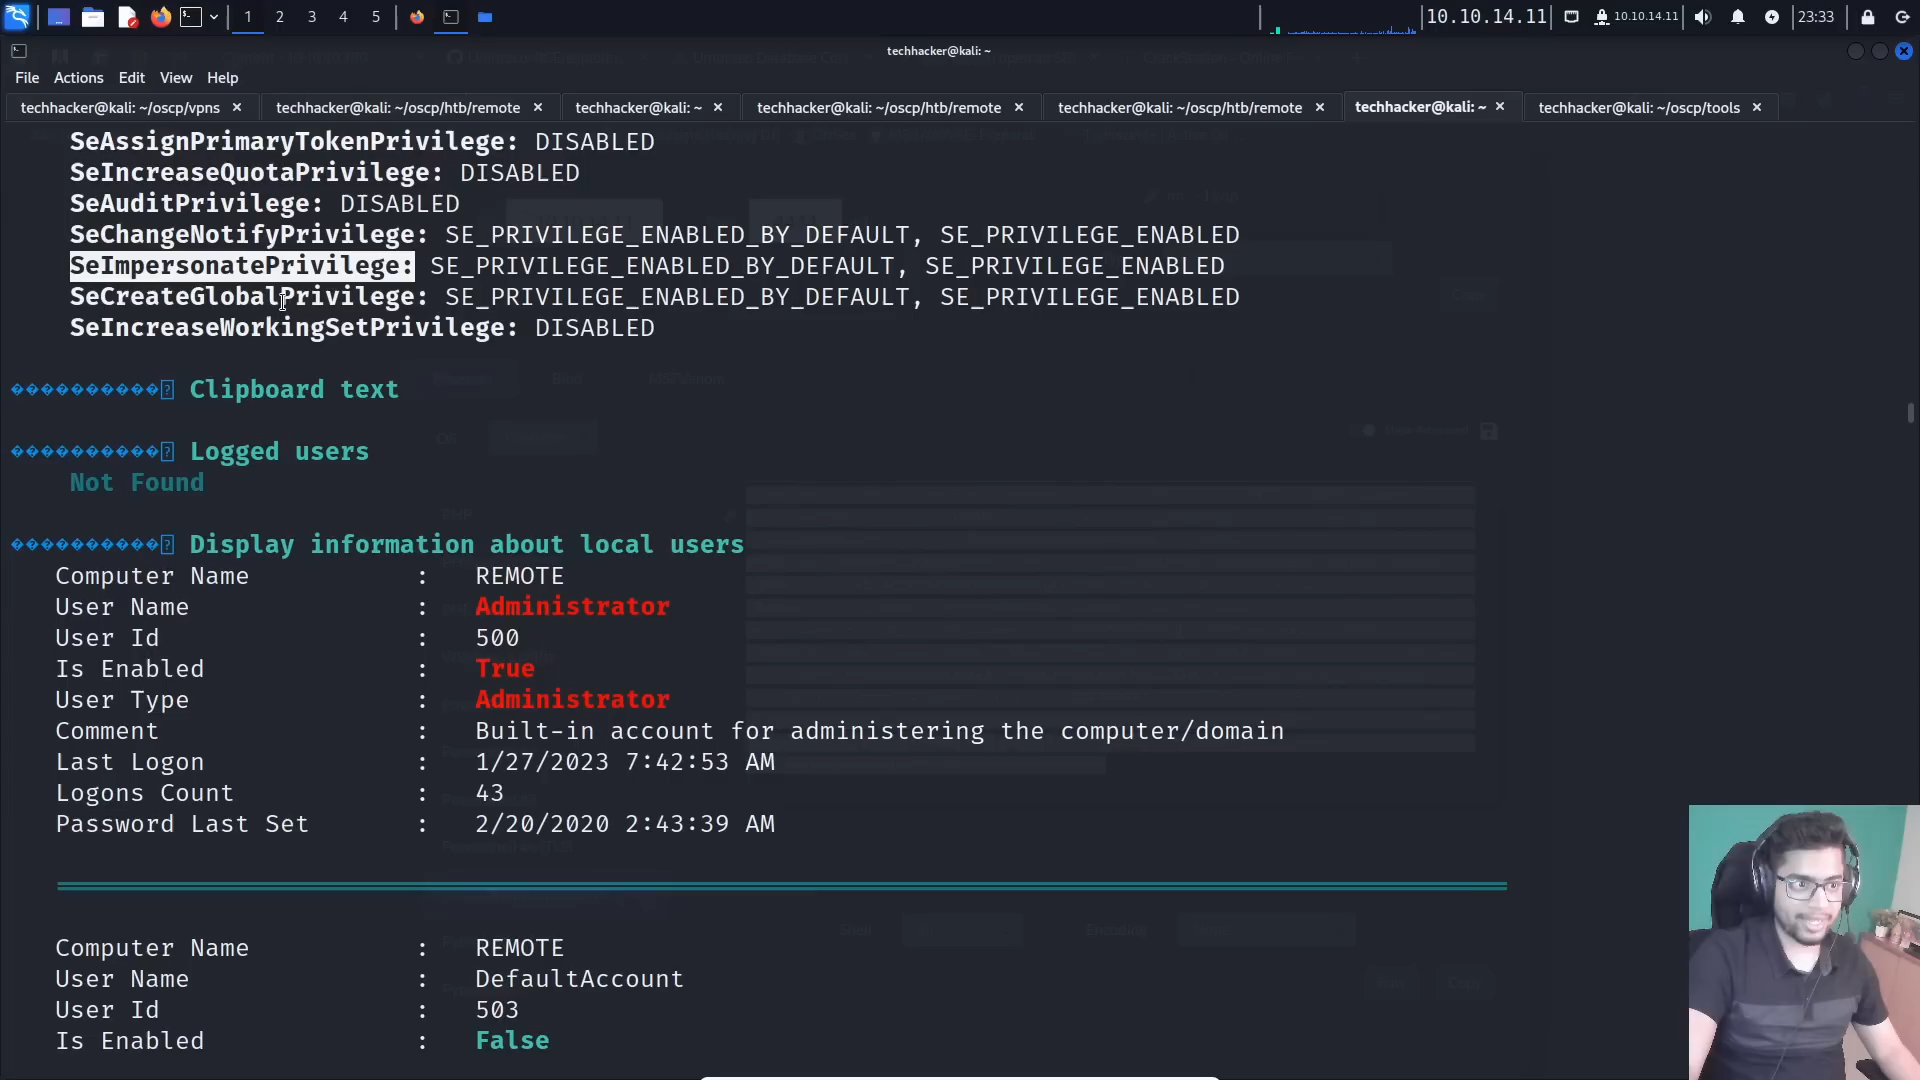 1 2 3 4 5 10.10.14.11 10.10.14.11 23:33
techhacker@kali: ~
File Actions Edit View Help
techhacker@kali: ~/oscp/vpns techhacker@kali: ~/oscp/htb/remote techhacker@kali: ~ techhacker@kali: ~/oscp/htb/remote techhacker@kali: ~/oscp/htb/remote techhacker@kali: ~ techhacker@kali: ~/oscp/tools
SeAssignPrimaryTokenPrivilege: DISABLED
SeIncreaseQuotaPrivilege: DISABLED
SeAuditPrivilege: DISABLED
SeChangeNotifyPrivilege: SE_PRIVILEGE_ENABLED_BY_DEFAULT, SE_PRIVILEGE_ENABLED
SeImpersonatePrivilege: SE_PRIVILEGE_ENABLED_BY_DEFAULT, SE_PRIVILEGE_ENABLED
SeCreateGlobalPrivilege: SE_PRIVILEGE_ENABLED_BY_DEFAULT, SE_PRIVILEGE_ENABLED
SeIncreaseWorkingSetPrivilege: DISABLED
Clipboard text
Logged users
Not Found
Display information about local users
Computer Name : REMOTE
User Name : Administrator
User Id : 500
Is Enabled : True
User Type : Administrator
Comment : Built-in account for administering the computer/domain
Last Logon : 1/27/2023 7:42:53 AM
Logons Count : 43
Password Last Set : 2/20/2020 2:43:39 AM
Computer Name : REMOTE
User Name : DefaultAccount
User Id : 503
Is Enabled : False